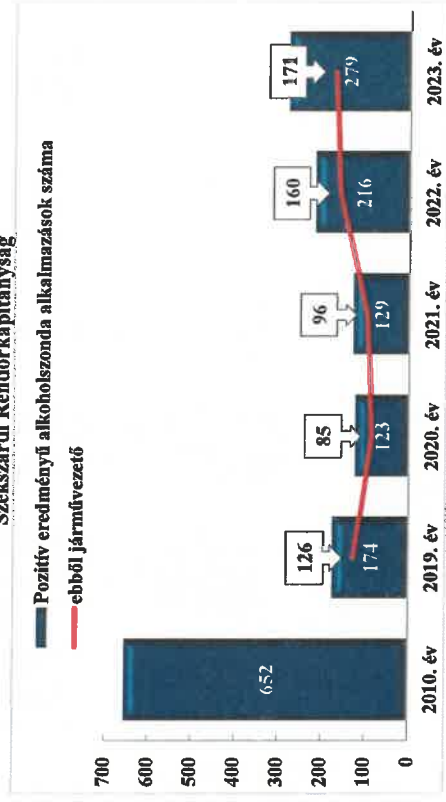 Szekszárdi Rendőrkapitányság
Pozitív eredményű alkoholszonda alkalmazások száma
ebből járművezető
700
600
500
400
300
200
100
0
652
126
174
85
123
96
129
160
216
171
279
2010. év
2019. év
2020. év
2021. év
2022. év
2023. év